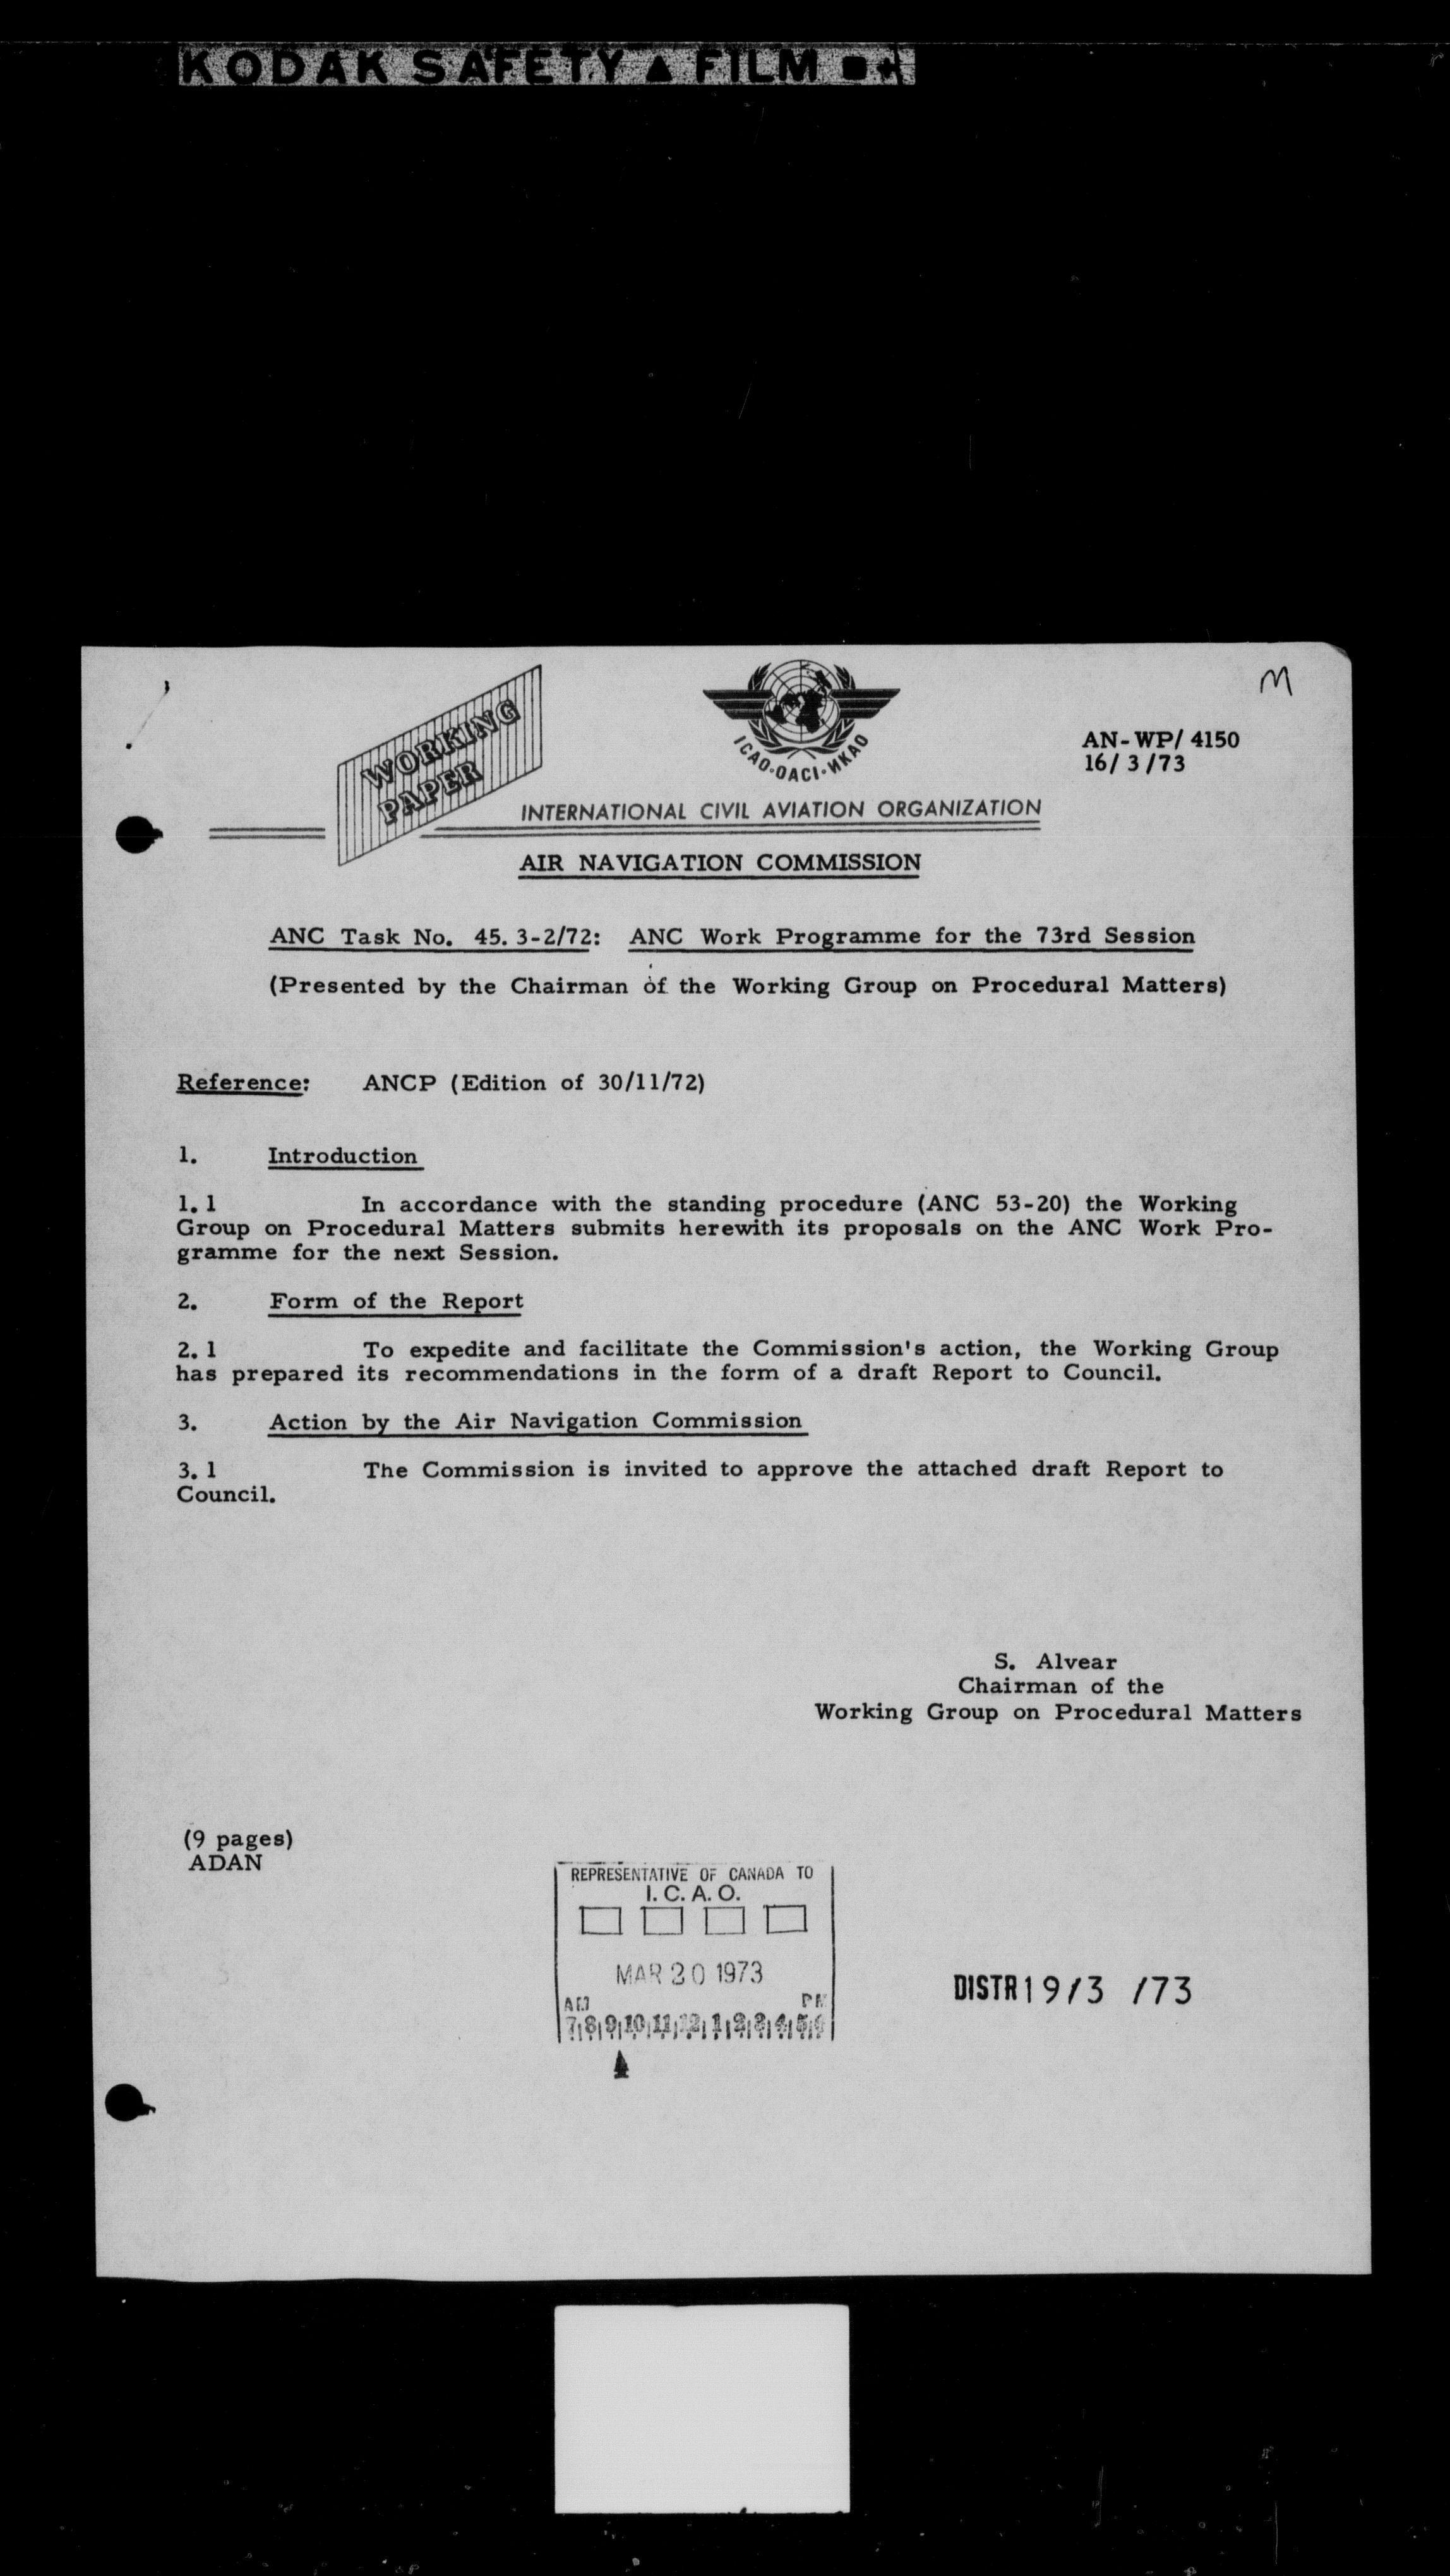 KODAK SAFETY ▲ FILM
M
WORKING
PAPER
ICAO·OACI·ИКАО
AN-WP/ 4150
16/ 3 /73
INTERNATIONAL CIVIL AVIATION ORGANIZATION
AIR NAVIGATION COMMISSION
ANC Task No. 45. 3-2/72: ANC Work Programme for the 73rd Session
(Presented by the Chairman of the Working Group on Procedural Matters)
Reference: ANCP (Edition of 30/11/72)
1. Introduction
1. 1 In accordance with the standing procedure (ANC 53-20) the Working
Group on Procedural Matters submits herewith its proposals on the ANC Work Pro-
gramme for the next Session.
2. Form of the Report
2. 1 To expedite and facilitate the Commission's action, the Working Group
has prepared its recommendations in the form of a draft Report to Council.
3. Action by the Air Navigation Commission
3. 1 The Commission is invited to approve the attached draft Report to
Council.
S. Alvear
Chairman of the
Working Group on Procedural Matters
(9 pages)
ADAN
REPRESENTATIVE OF CANADA TO
I. C. A. O.
MAR 20 1973
AM PM
7 8 9 10 11 12 1 2 3 4 5 6
DISTR 19/3 /73